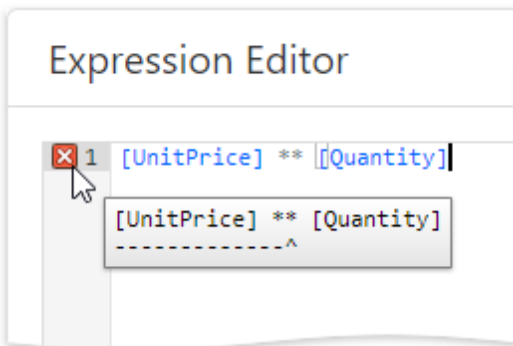 Expression Editor
1 [UnitPrice] ** [Quantity]
[UnitPrice] ** [Quantity]
-------------^